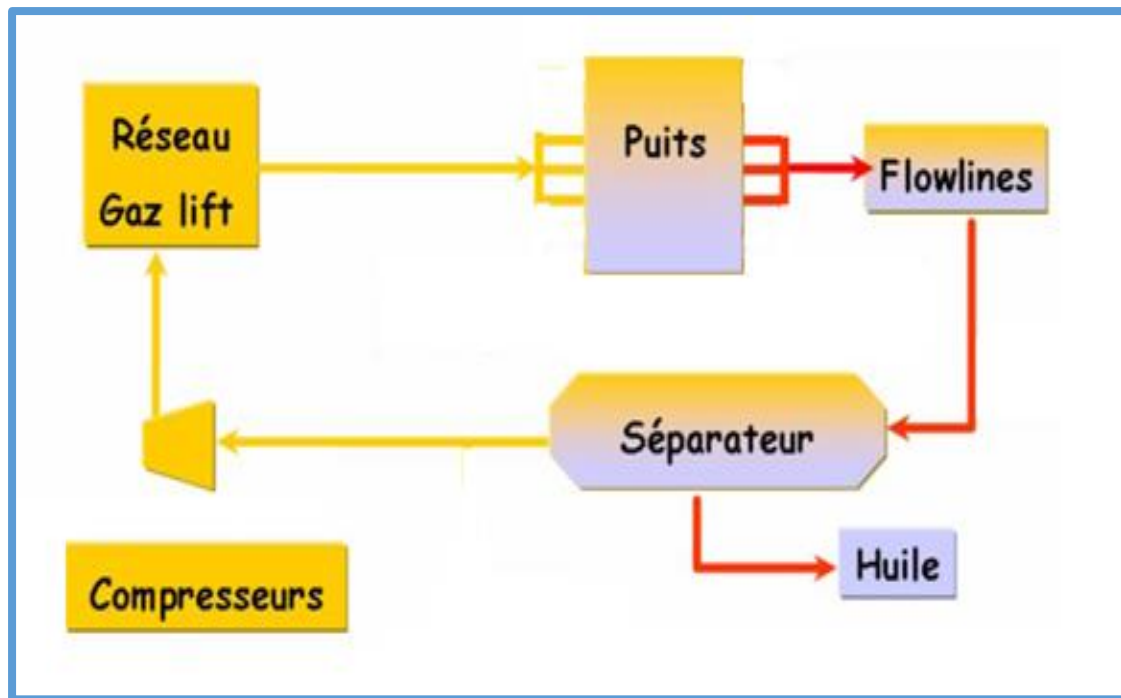 Réseau
Gaz lift
Puits
Flowlines
Séparateur
Huile
Compresseurs